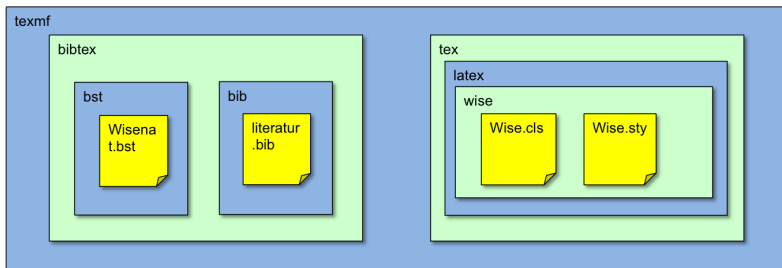 texmf
bibtex
bst
Wisena
t.bst
bib
literatur
.bib
tex
latex
wise
Wise.cls
Wise.sty